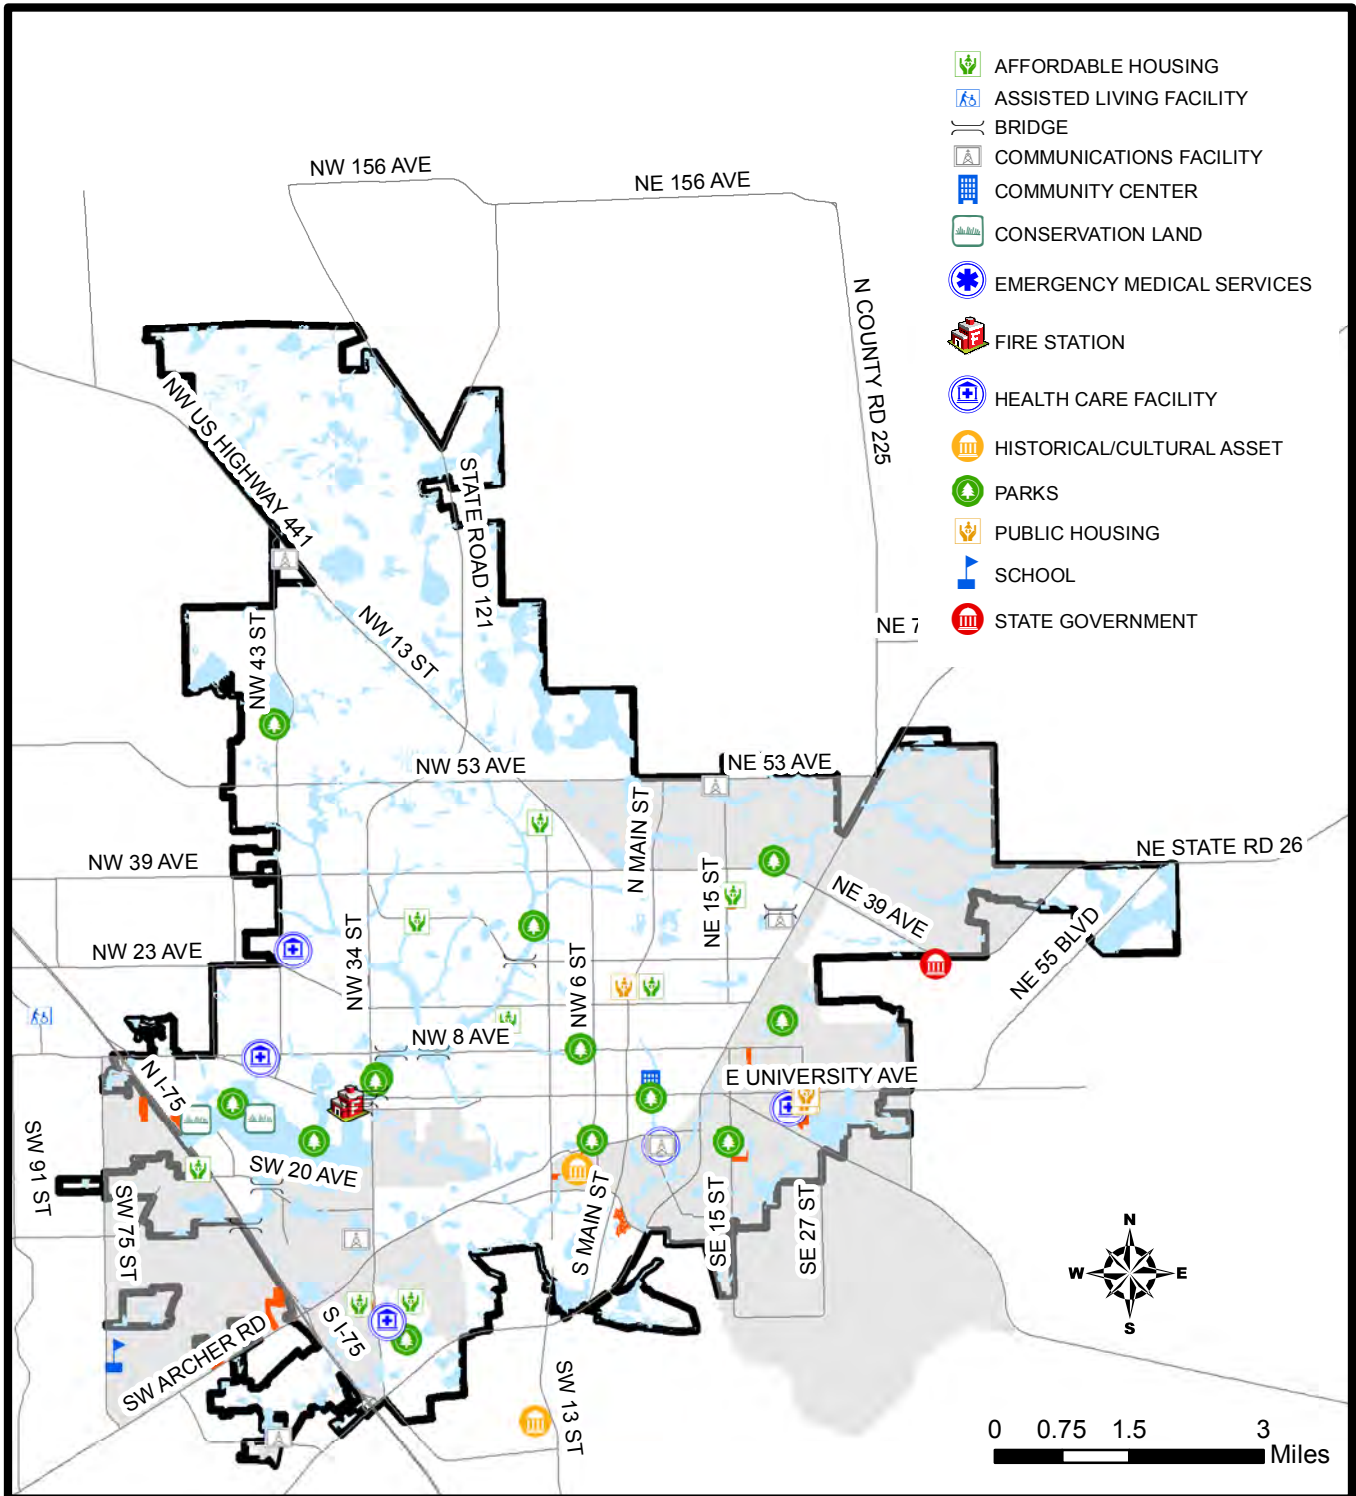 AFFORDABLE HOUSING
ASSISTED LIVING FACILITY
BRIDGE
COMMUNICATIONS FACILITY
COMMUNITY CENTER
CONSERVATION LAND
EMERGENCY MEDICAL SERVICES
FIRE STATION
HEALTH CARE FACILITY
HISTORICAL/CULTURAL ASSET
PARKS
PUBLIC HOUSING
SCHOOL
STATE GOVERNMENT
NW 156 AVE
NE 156 AVE
N COUNTY RD 225
NW US HIGHWAY 441
STATE ROAD 121
NE 7
NW 13 ST
NW 43 ST
NW 53 AVE
NE 53 AVE
N MAIN ST
NE STATE RD 26
NW 39 AVE
NE 15 ST
NE 39 AVE
NW 34 ST
NW 23 AVE
NW 6 ST
NE 55 BLVD
NW 8 AVE
N I-75
E UNIVERSITY AVE
SW 91 ST
SW 20 AVE
SW 75 ST
S MAIN ST
SE 15 ST
SE 27 ST
S I-75
SW ARCHER RD
SW 13 ST
N
W E
S
0 0.75 1.5 3
Miles